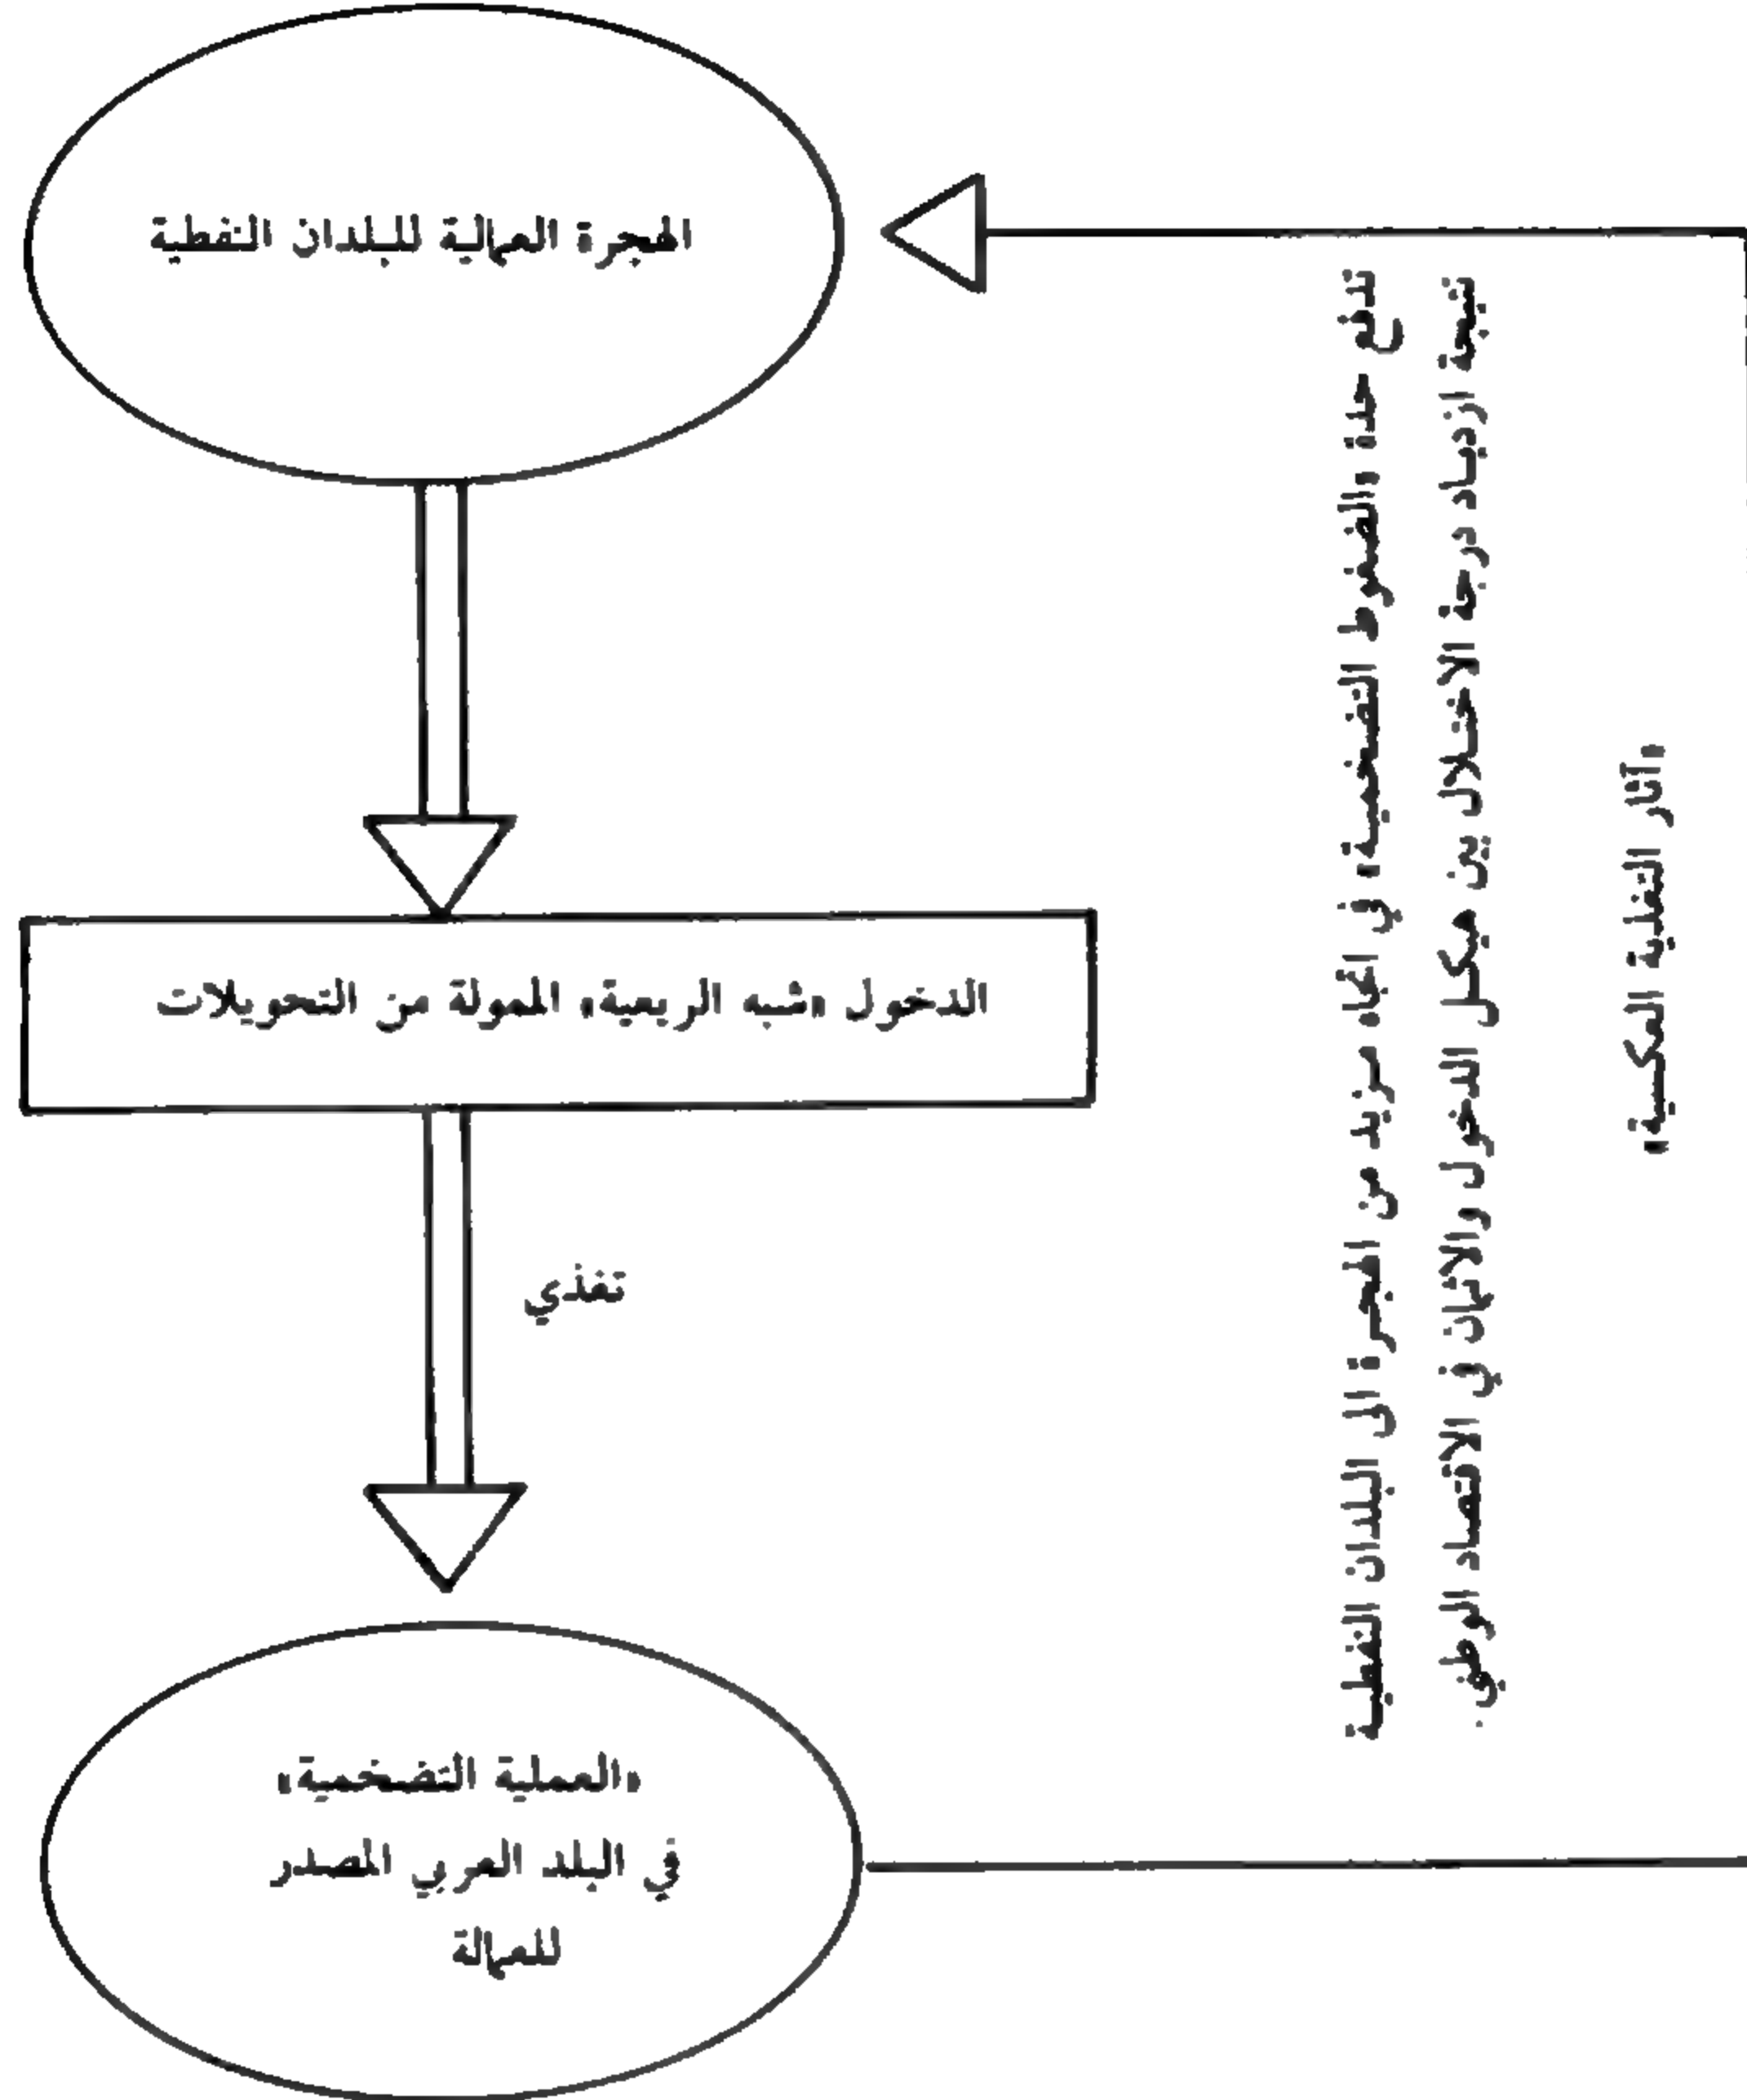 الهجرة العمالية للبلدان النفطية
الدخول «شبه الريعية» الممولة من التحويلات
تغذي
«العملية التضخمية»
في البلد العربي المصدر
للعمالة
«آثار التغذية العكسية»
نتيجة ازدياد درجة الاختلال بين هيكل الدخول والاثمان في الاقتصاد الوطني.
تدفع حدة «الضغوط التضخمية» في اتجاه مزيد من الهجرة الى البلدان النفطية